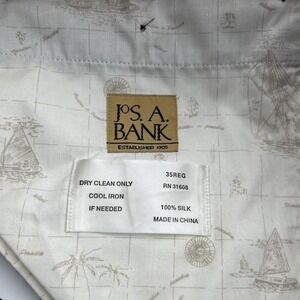 JOS. A.
BANK
ESTABLISHED 1905
35REG
DRY CLEAN ONLY RN 31608
COOL IRON
IF NEEDED 100% SILK
MADE IN CHINA